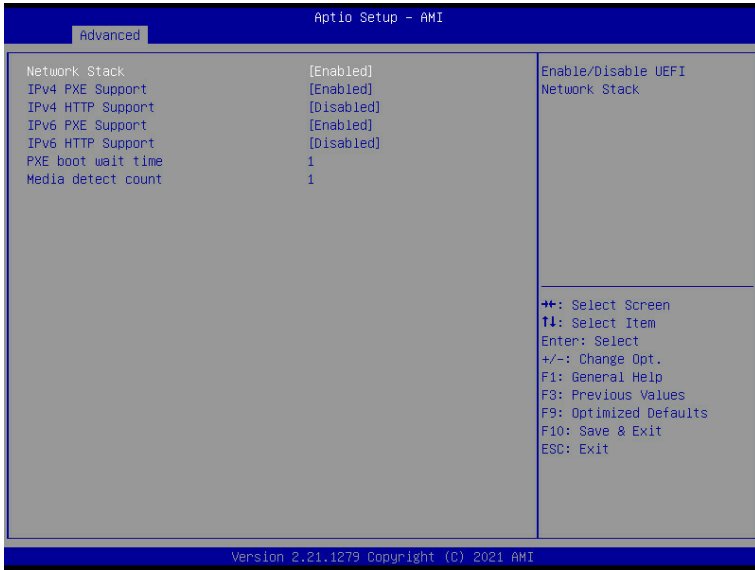 Aptio Setup – AMI
Advanced
Network Stack [Enabled]
IPv4 PXE Support [Enabled]
IPv4 HTTP Support [Disabled]
IPv6 PXE Support [Enabled]
IPv6 HTTP Support [Disabled]
PXE boot wait time 1
Media detect count 1
Enable/Disable UEFI
Network Stack
→←: Select Screen
↑↓: Select Item
Enter: Select
+/-: Change Opt.
F1: General Help
F3: Previous Values
F9: Optimized Defaults
F10: Save & Exit
ESC: Exit
Version 2.21.1279 Copyright (C) 2021 AMI